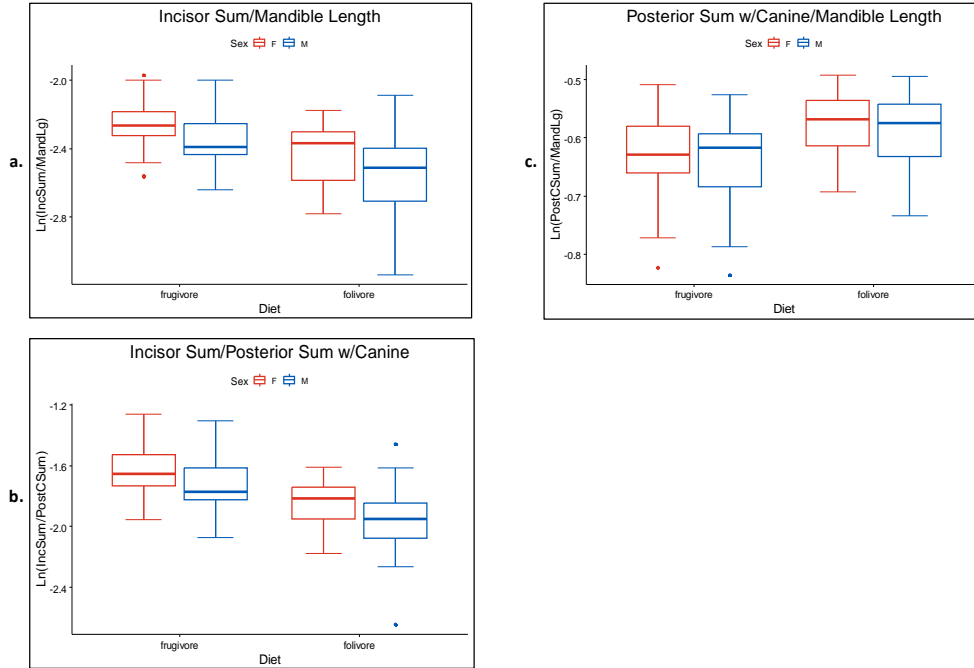 Incisor Sum/Mandible Length
Sex F M
a.
Ln(IncSum/MandLg)
-2.0
-2.4
-2.8
frugivore folivore
Diet
Posterior Sum w/Canine/Mandible Length
Sex F M
c.
Ln(PostCSum/MandLg)
-0.5
-0.6
-0.7
-0.8
frugivore folivore
Diet
Incisor Sum/Posterior Sum w/Canine
Sex F M
b.
Ln(IncSum/PostCSum)
-1.2
-1.6
-2.0
-2.4
frugivore folivore
Diet